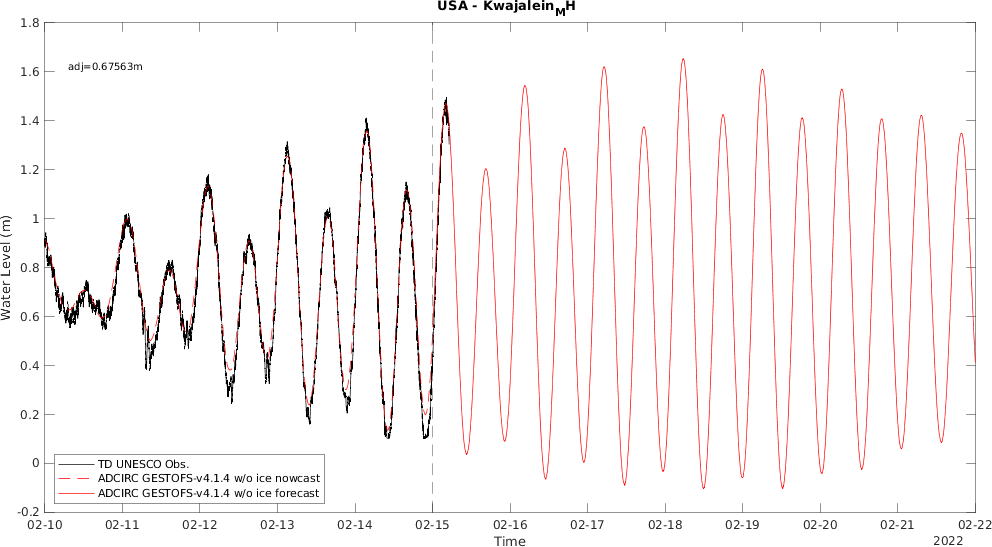 USA - Kwajalein_MH
1.8
1.6
adj=0.67563m
1.4
1.2
1
0.8
Water Level (m)
0.6
0.4
0.2
0
-0.2
TD UNESCO Obs.
ADCIRC GESTOFS-v4.1.4 w/o ice nowcast
ADCIRC GESTOFS-v4.1.4 w/o ice forecast
02-10 02-11 02-12 02-13 02-14 02-15 02-16 02-17 02-18 02-19 02-20 02-21 02-22
Time
2022